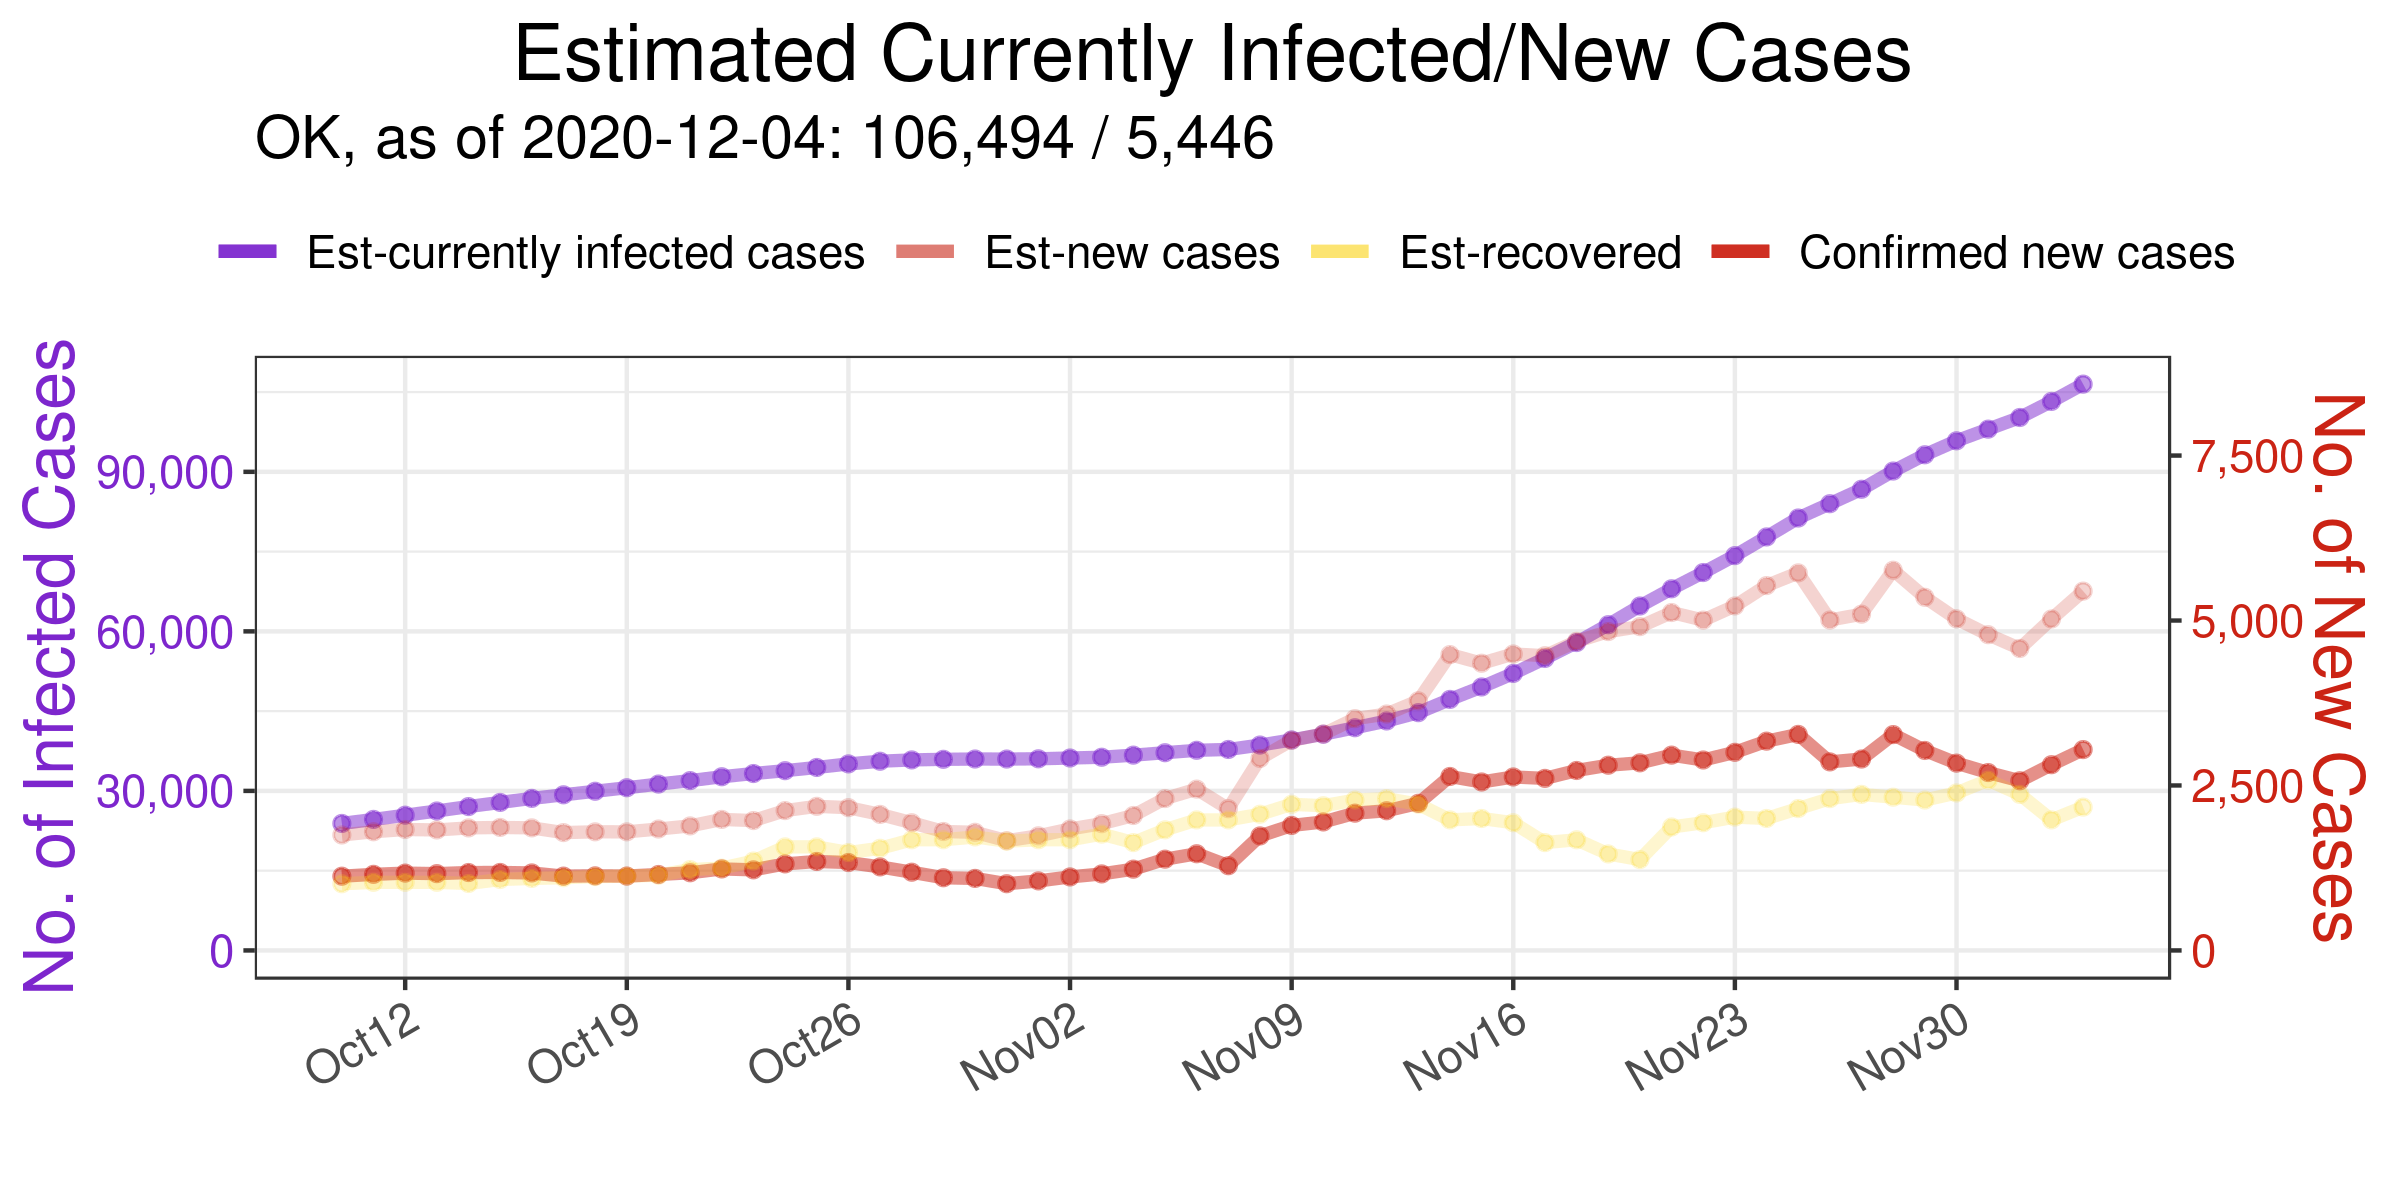 Estimated Currently Infected/New Cases
OK, as of 2020-12-04: 106,494 / 5,446
Est-currently infected cases Est-new cases Est-recovered Confirmed new cases
No. of Infected Cases
90,000
60,000
30,000
0
7,500
5,000
2,500
0
No. of New Cases
Oct12 Oct19 Oct26 Nov02 Nov09 Nov16 Nov23 Nov30